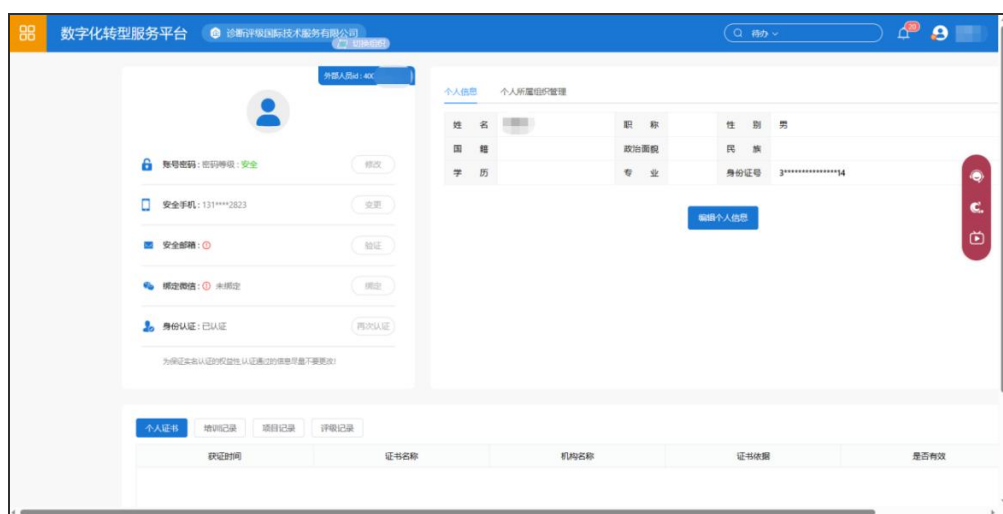 数字化转型服务平台
诊断评级国际技术服务有限公司
切换组织
待办
28
外部人员id : 400
账号密码 : 密码等级 : 安全
修改
安全手机 : 131****2823
变更
安全邮箱 :
验证
绑定微信 : 未绑定
绑定
身份认证 : 已认证
再次认证
为保证实名认证的权益性,认证通过的信息尽量不要更改!
个人信息 个人所属组织管理
姓 名 职 称 性 别 男
国 籍 政治面貌 民 族
学 历 专 业 身份证号 3***************14
编辑个人信息
个人证书 培训记录 项目记录 评级记录
获证时间 证书名称 机构名称 证书依据 是否有效